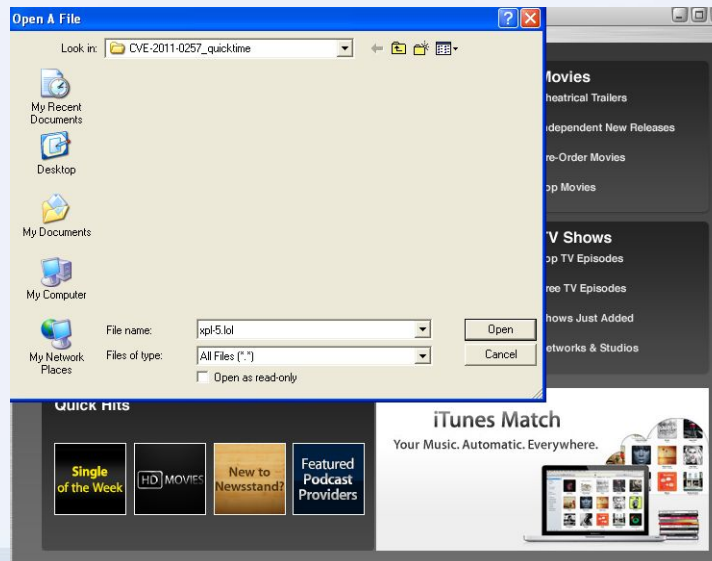 Open A File
Look in:
CVE-2011-0257_quicktime
My Recent
Documents
Desktop
My Documents
My Computer
My Network
Places
File name:
xpl-5.lol
Open
Files of type:
All Files (*.*)
Cancel
Open as read-only
Movies
heatrical Trailers
ndependent New Releases
re-Order Movies
op Movies
TV Shows
op TV Episodes
ree TV Episodes
hows Just Added
etworks & Studios
Quick Hits
Single
of the Week
HD MOVIES
New to
Newsstand?
Featured
Podcast
Providers
iTunes Match
Your Music. Automatic. Everywhere.